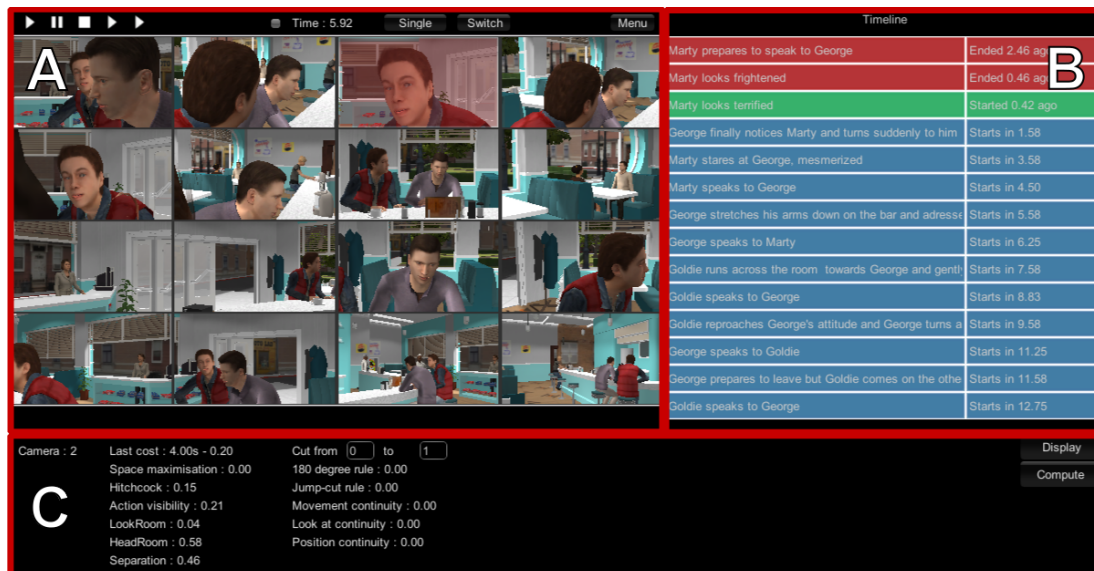 Time : 5.92 Single Switch Menu
A
Timeline
B
Marty prepares to speak to George Ended 2.46 ago
Marty looks frightened Ended 0.46 ago
Marty looks terrified Started 0.42 ago
George finally notices Marty and turns suddenly to him Starts in 1.58
Marty stares at George, mesmerized Starts in 3.58
Marty speaks to George Starts in 4.50
George stretches his arms down on the bar and adresse Starts in 5.58
George speaks to Marty Starts in 6.25
Goldie runs across the room towards George and gently Starts in 7.58
Goldie speaks to George Starts in 8.83
Goldie reproaches George's attitude and George turns a Starts in 9.58
George speaks to Goldie Starts in 11.25
George prepares to leave but Goldie comes on the othe Starts in 11.58
Goldie speaks to George Starts in 12.75
C
Camera : 2 Last cost : 4.00s - 0.20 Cut from 0 to 1 Display
Space maximisation : 0.00 180 degree rule : 0.00
Hitchcock : 0.15 Jump-cut rule : 0.00 Compute
Action visibility : 0.21 Movement continuity : 0.00
LookRoom : 0.04 Look at continuity : 0.00
HeadRoom : 0.58 Position continuity : 0.00
Separation : 0.46